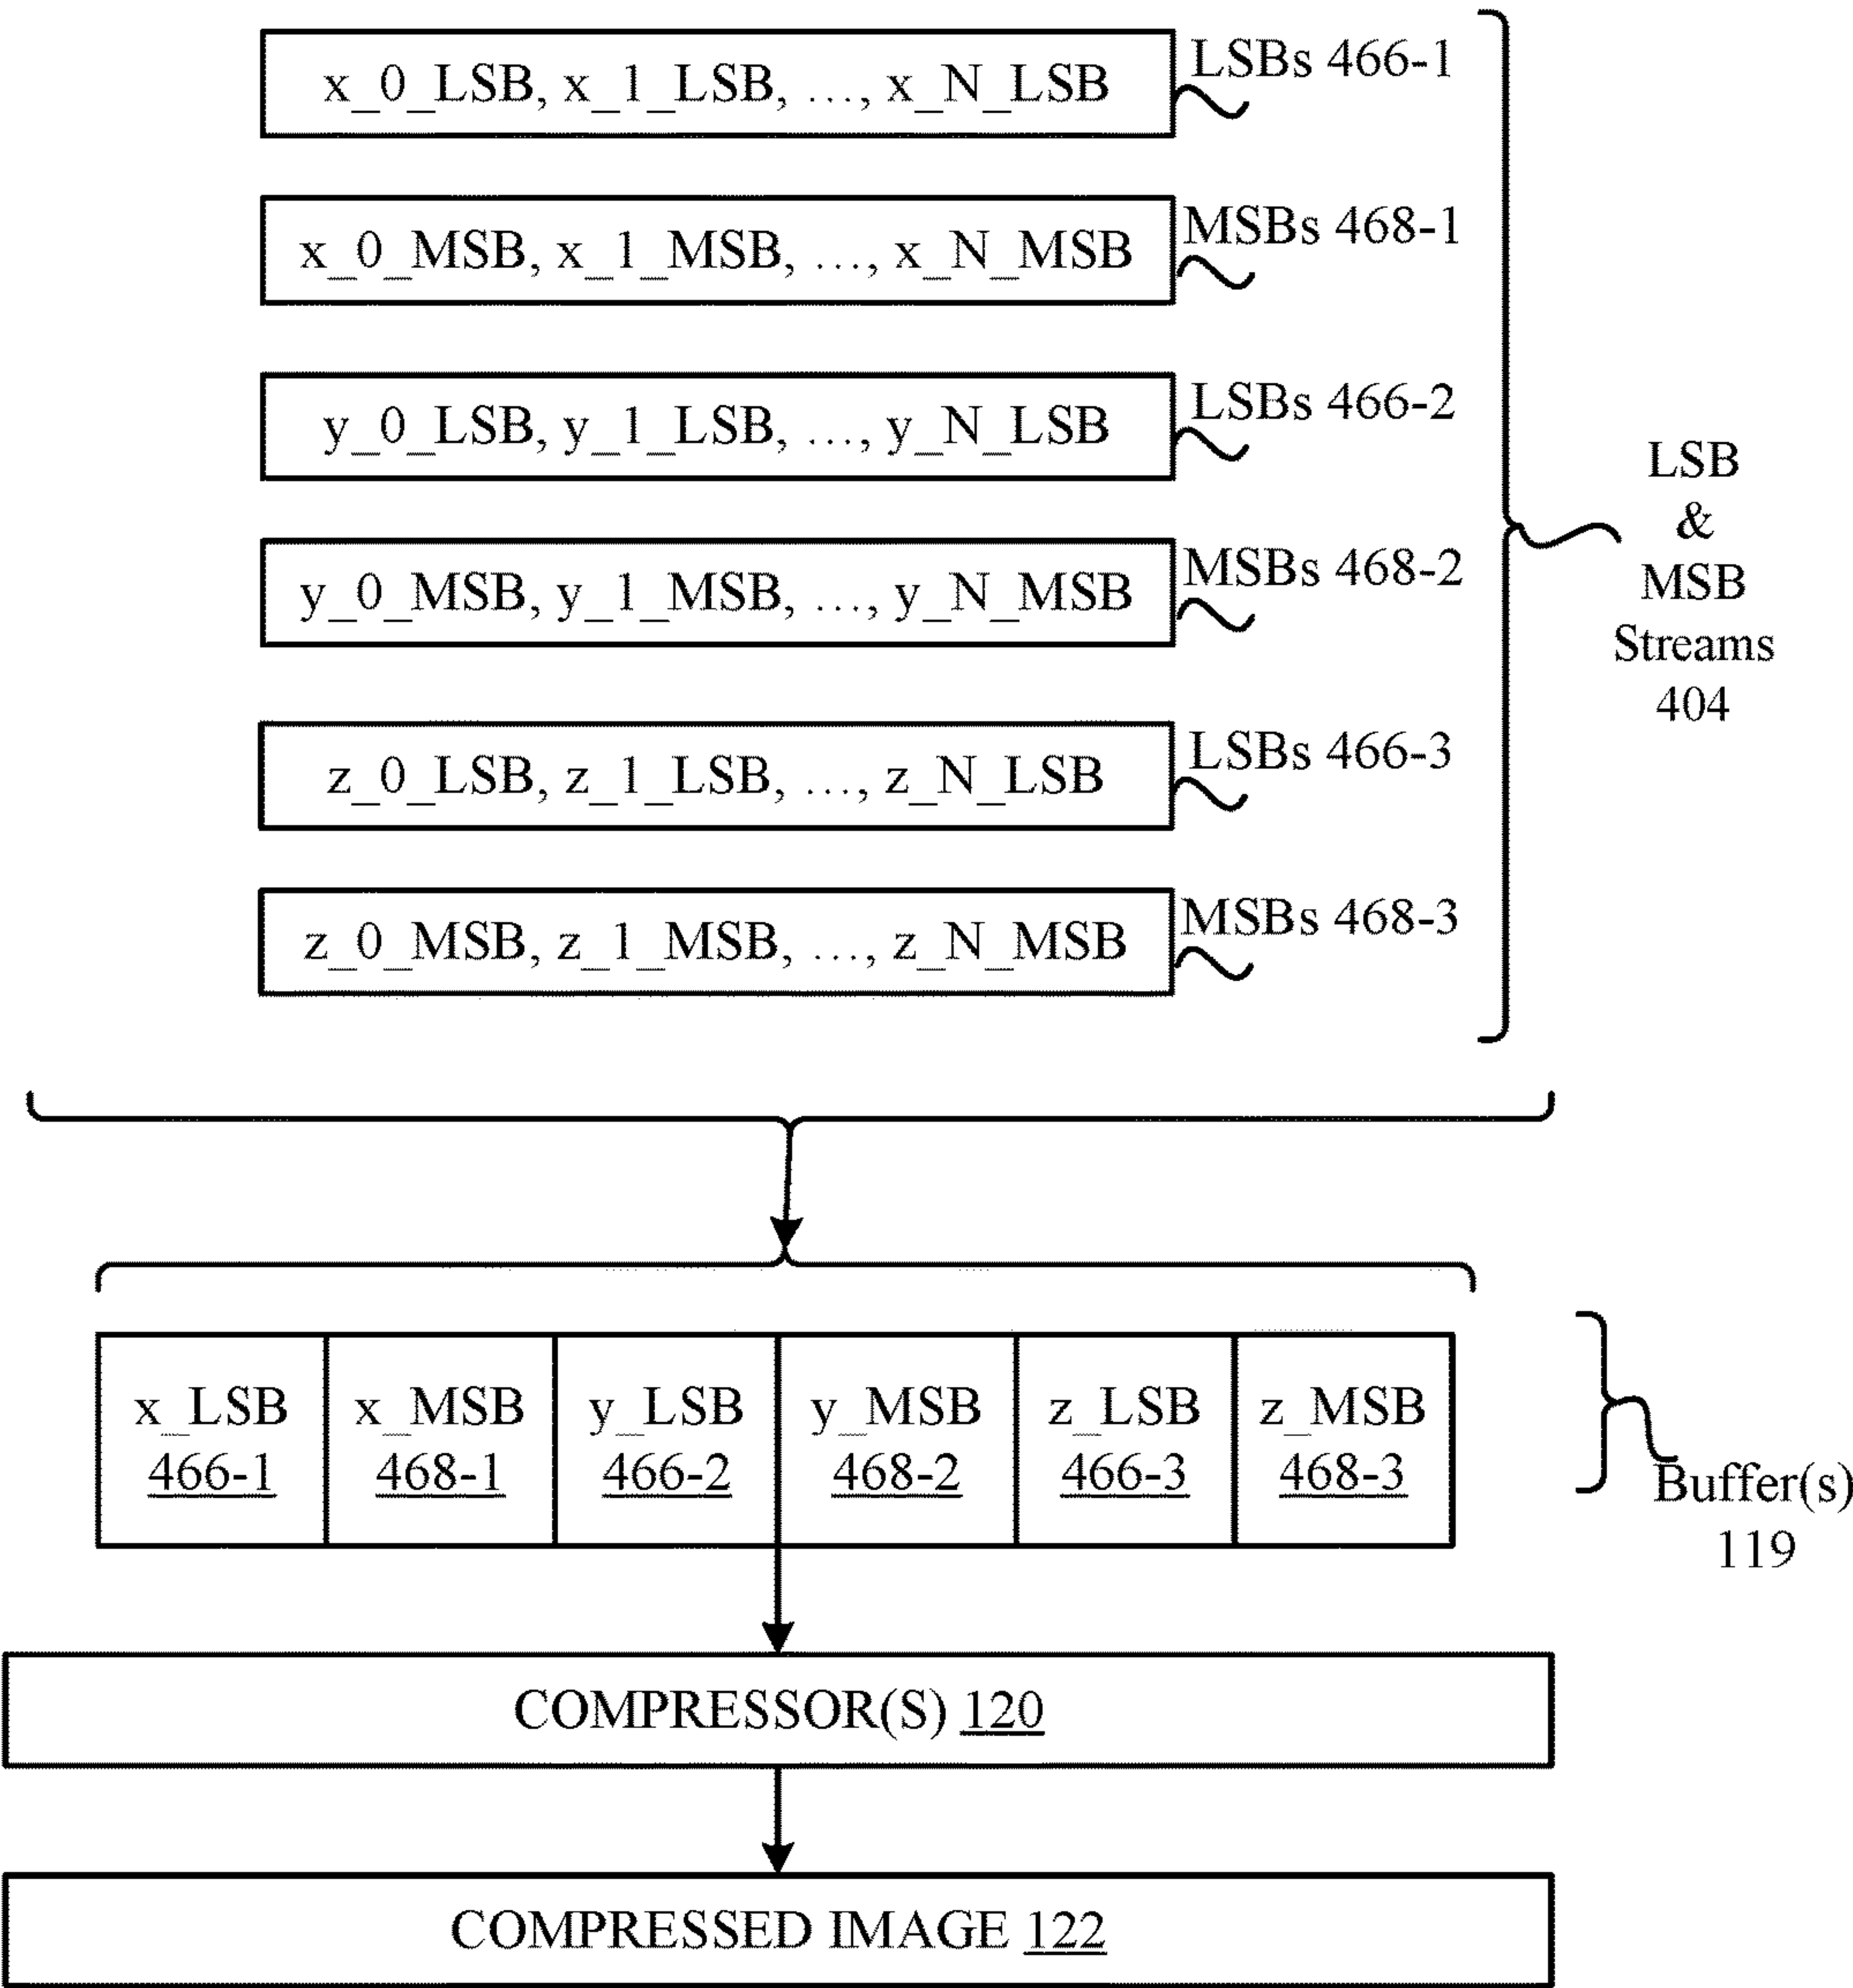 x_0_LSB, x_1_LSB, ..., x_N_LSB
LSBs 466-1
x_0_MSB, x_1_MSB, ..., x_N_MSB
MSBs 468-1
y_0_LSB, y_1_LSB, ..., y_N_LSB
LSBs 466-2
y_0_MSB, y_1_MSB, ..., y_N_MSB
MSBs 468-2
z_0_LSB, z_1_LSB, ..., z_N_LSB
LSBs 466-3
z_0_MSB, z_1_MSB, ..., z_N_MSB
MSBs 468-3
LSB
&
MSB
Streams
404
x_LSB
466-1
x_MSB
468-1
y_LSB
466-2
y_MSB
468-2
z_LSB
466-3
z_MSB
468-3
Buffer(s)
119
COMPRESSOR(S) 120
COMPRESSED IMAGE 122